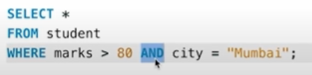 SELECT *
FROM student
WHERE marks > 80 AND city = "Mumbai";